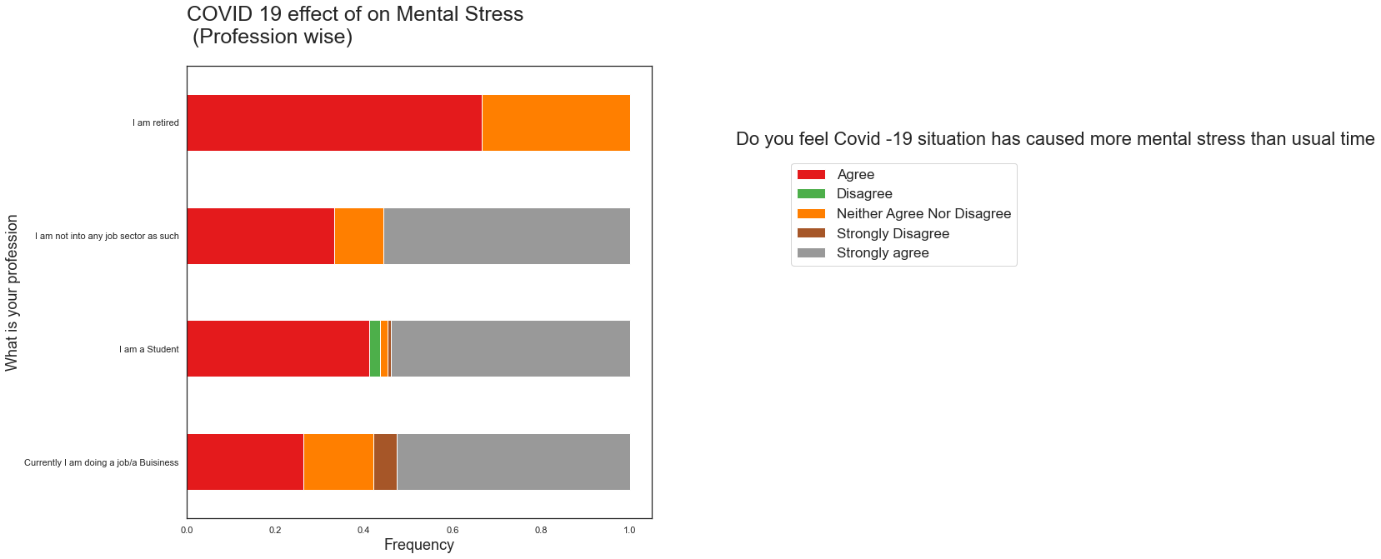 COVID 19 effect of on Mental Stress
(Profession wise)
What is your profession
I am retired
I am not into any job sector as such
I am a Student
Currently I am doing a job/a Buisiness
0.0 0.2 0.4 0.6 0.8 1.0
Frequency
Do you feel Covid -19 situation has caused more mental stress than usual time
Agree
Disagree
Neither Agree Nor Disagree
Strongly Disagree
Strongly agree